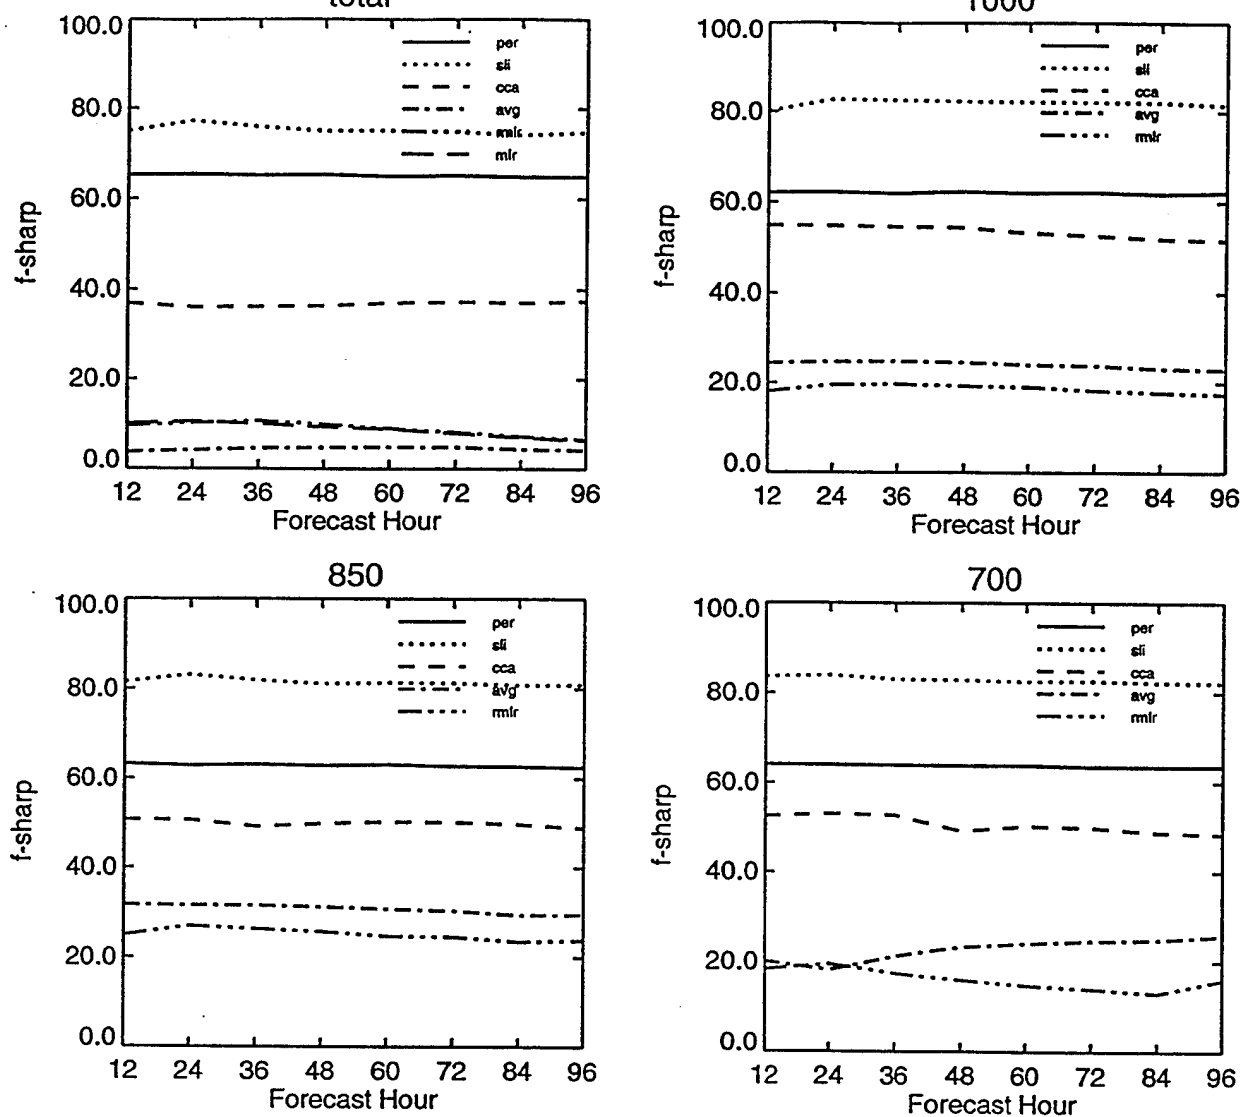 total
100.0
80.0
60.0
40.0
20.0
0.0
12 24 36 48 60 72 84 96
Forecast Hour
f-sharp
per
sli
cca
avg
rmlr
mlr
1000
100.0
80.0
60.0
40.0
20.0
0.0
12 24 36 48 60 72 84 96
Forecast Hour
f-sharp
per
sli
cca
avg
rmlr
850
100.0
80.0
60.0
40.0
20.0
0.0
12 24 36 48 60 72 84 96
Forecast Hour
f-sharp
per
sli
cca
avg
rmlr
700
100.0
80.0
60.0
40.0
20.0
0.0
12 24 36 48 60 72 84 96
Forecast Hour
f-sharp
per
sli
cca
avg
rmlr